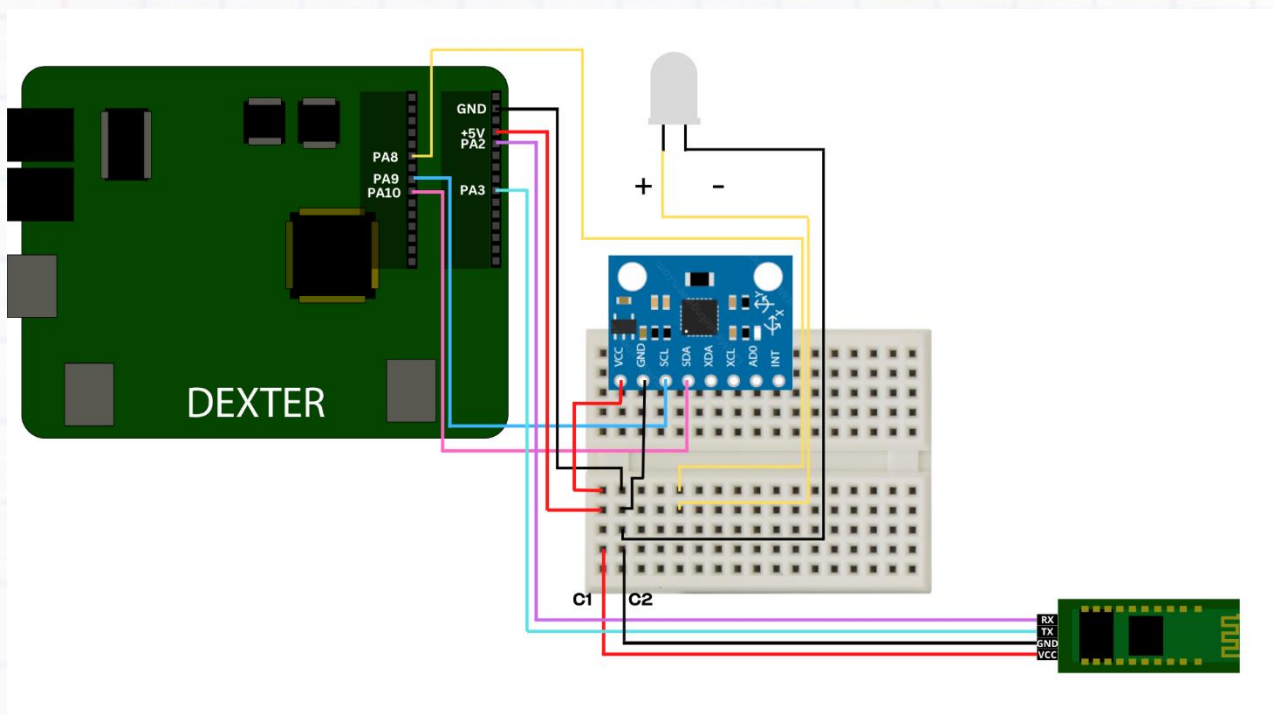 GND
+5V
PA2
PA8
PA9
PA10
PA3
+ -
VCC GND SCL SDA XDA XCL AD0 INT
Y
X
DEXTER
C1 C2
RX
TX
GND
VCC